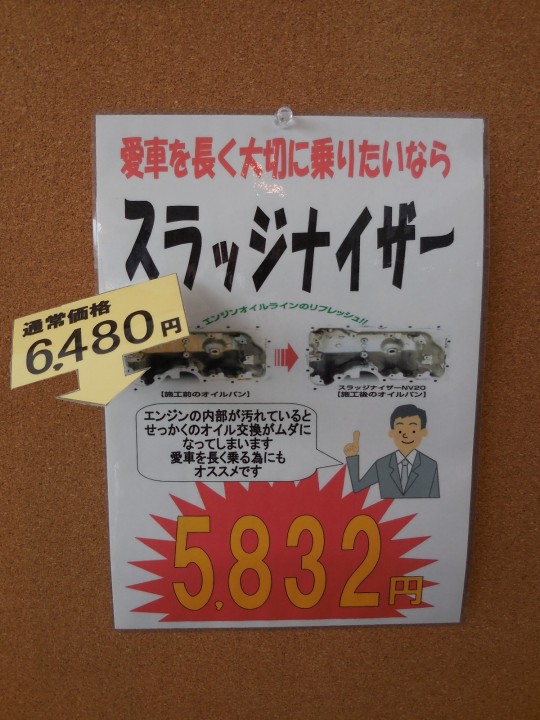 愛車を長く大切に乗りたいなら
スラッジナイザー
通常価格
6,480円
エンジンオイルラインのリフレッシュ!!
【施工前のオイルパン】
スラッジナイザーNV20
【施工後のオイルパン】
エンジンの内部が汚れていると
せっかくのオイル交換がムダに
なってしまいます
愛車を長く乗る為にも
オススメです
5,832円